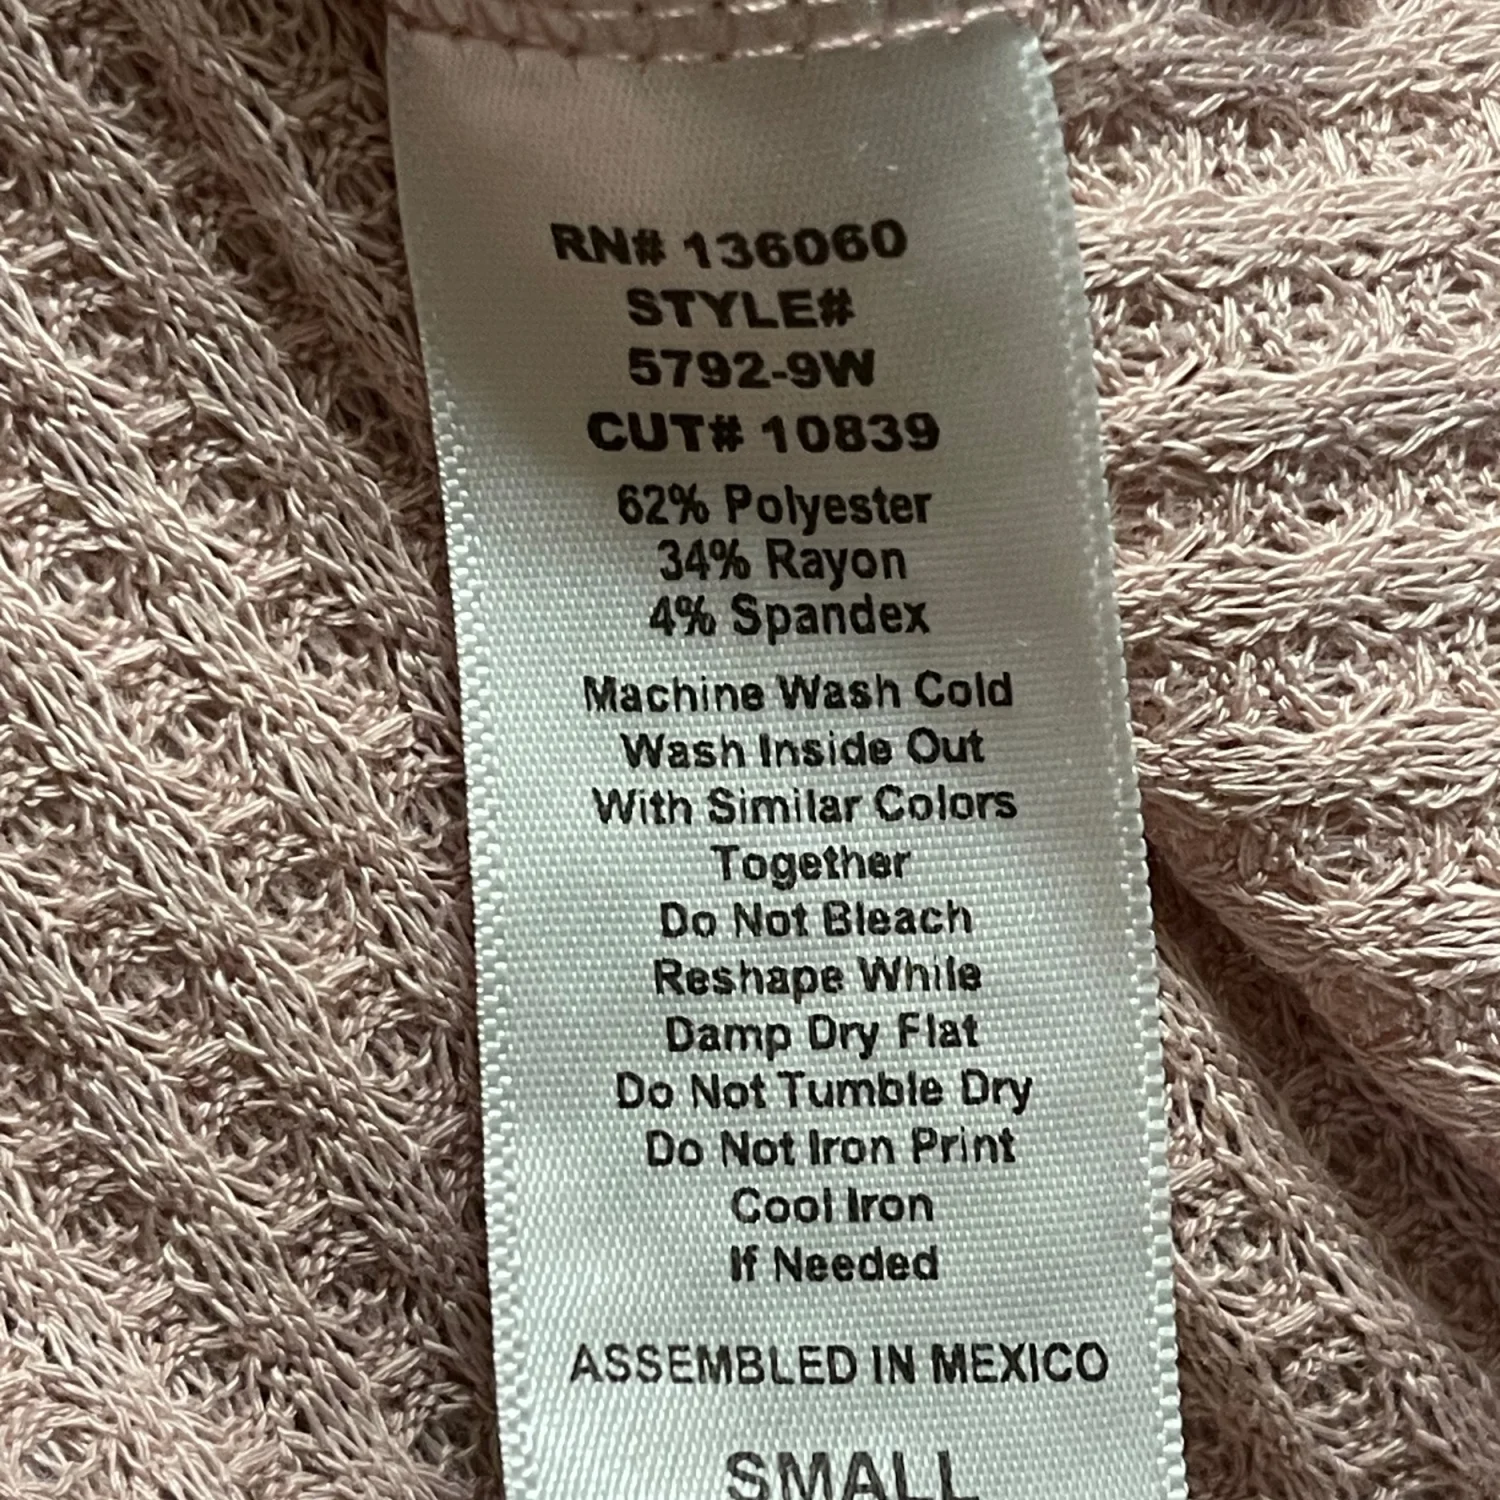 RN# 136060
STYLE#
5792-9W
CUT# 10839
62% Polyester
34% Rayon
4% Spandex
Machine Wash Cold
Wash Inside Out
With Similar Colors
Together
Do Not Bleach
Reshape While
Damp Dry Flat
Do Not Tumble Dry
Do Not Iron Print
Cool Iron
If Needed
ASSEMBLED IN MEXICO
SMALL